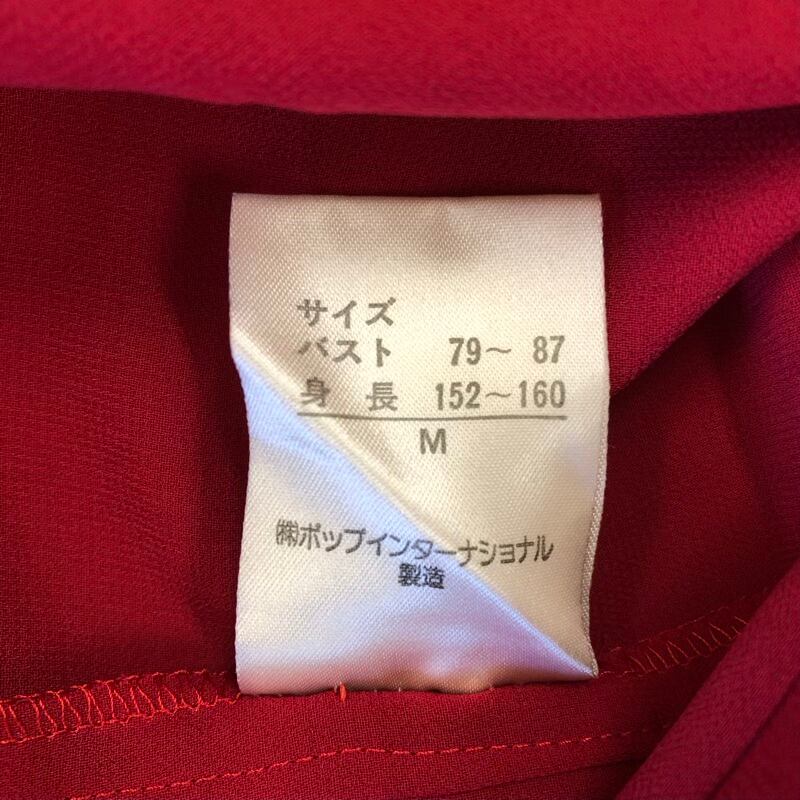 サイズ
バスト 79〜 87
身 長 152〜160
M
㈱ポップインターナショナル
製造